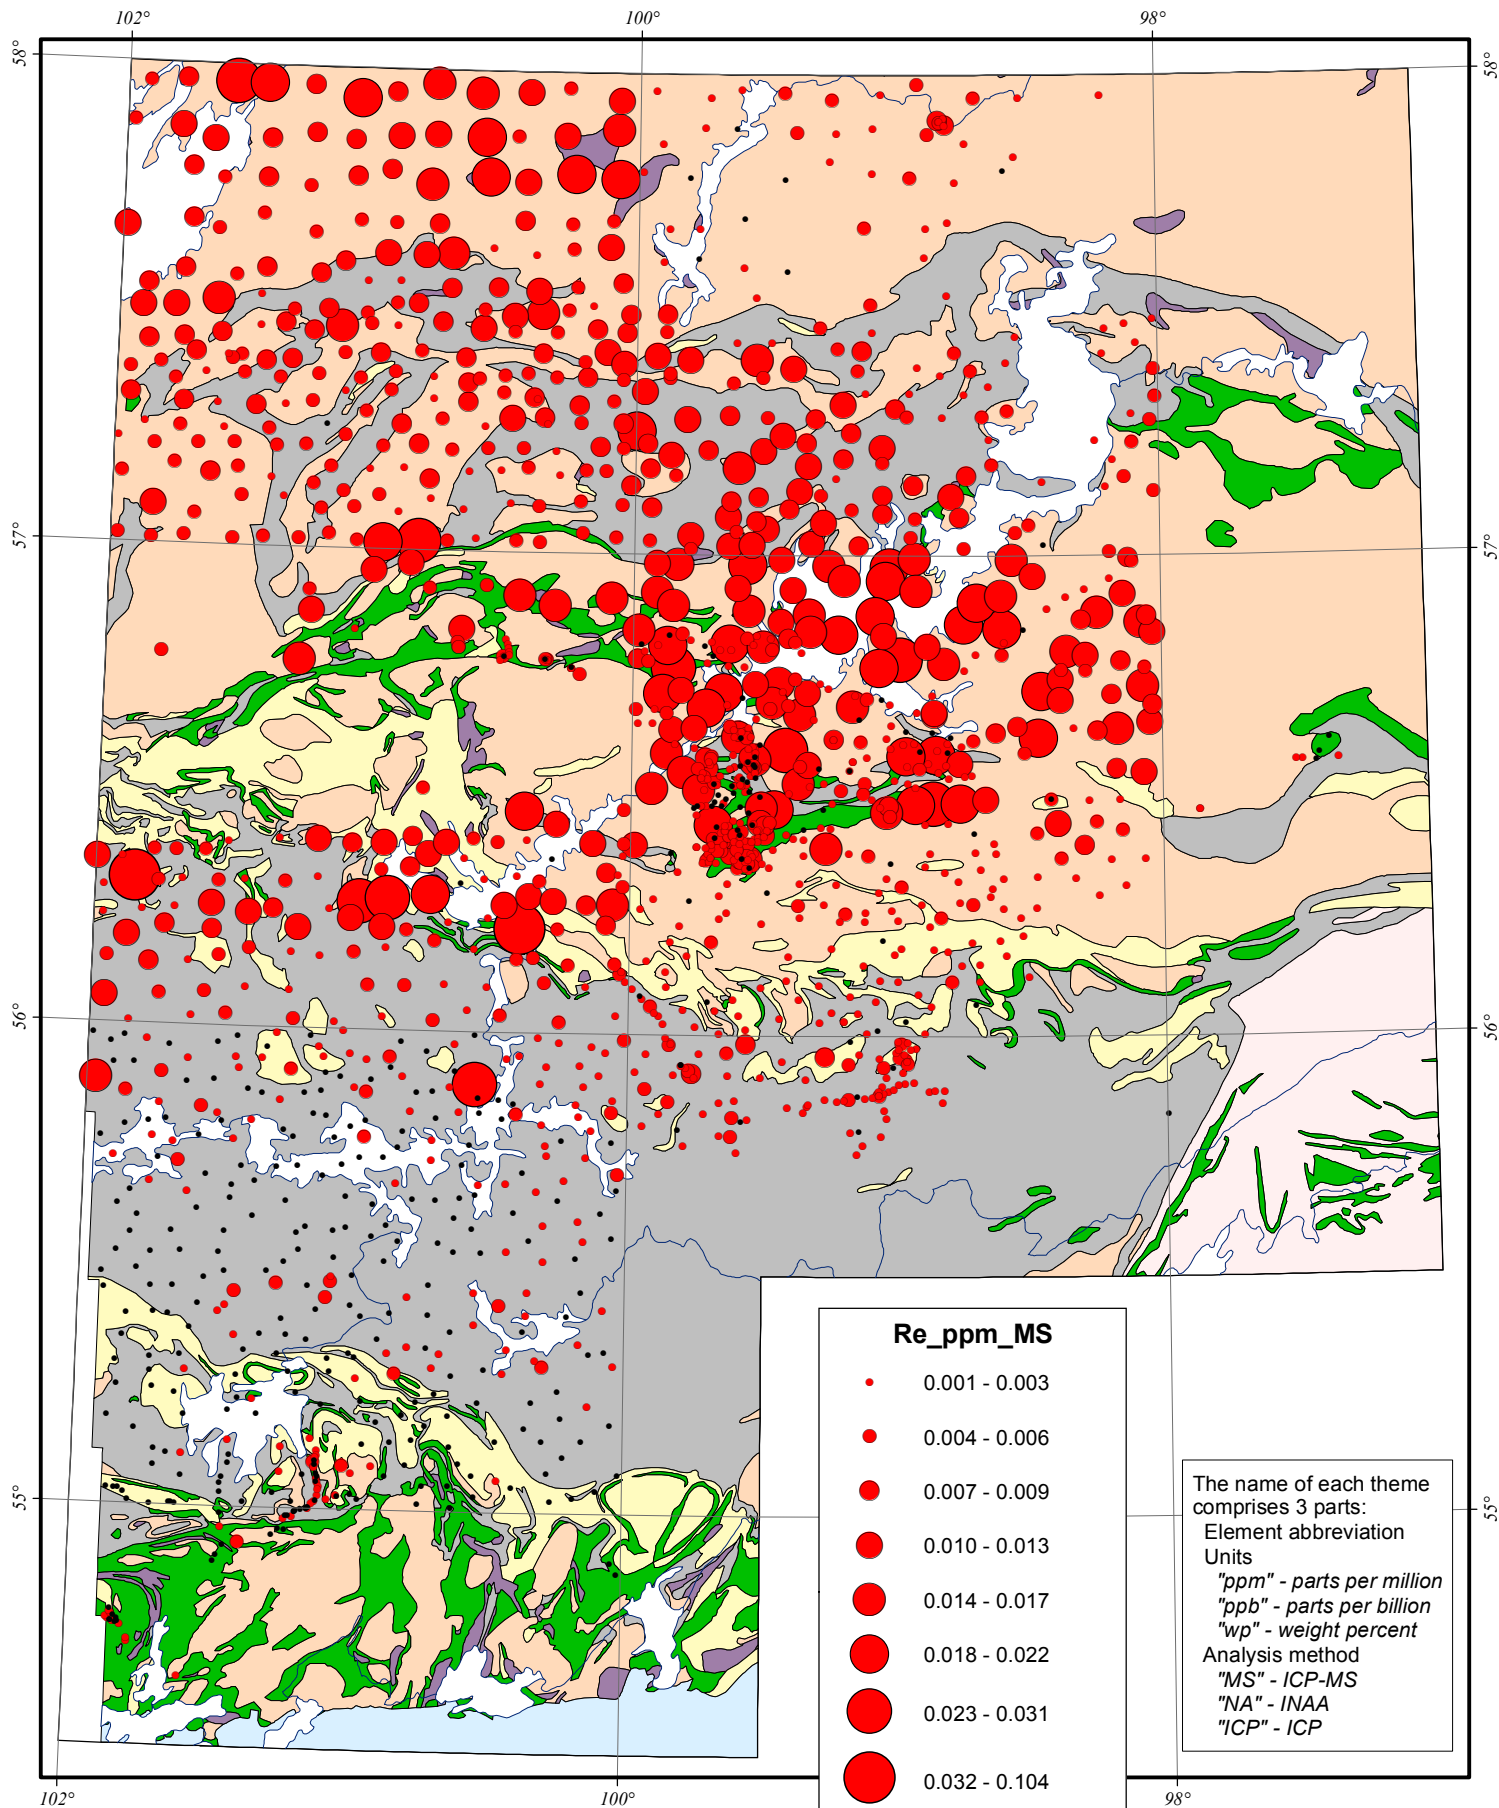 102°
100°
98°
58°
58°
57°
57°
56°
56°
55°
55°
Re_ppm_MS
0.001 - 0.003
0.004 - 0.006
0.007 - 0.009
0.010 - 0.013
0.014 - 0.017
0.018 - 0.022
0.023 - 0.031
0.032 - 0.104
The name of each theme
comprises 3 parts:
Element abbreviation
Units
"ppm" - parts per million
"ppb" - parts per billion
"wp" - weight percent
Analysis method
"MS" - ICP-MS
"NA" - INAA
"ICP" - ICP
102°
100°
98°